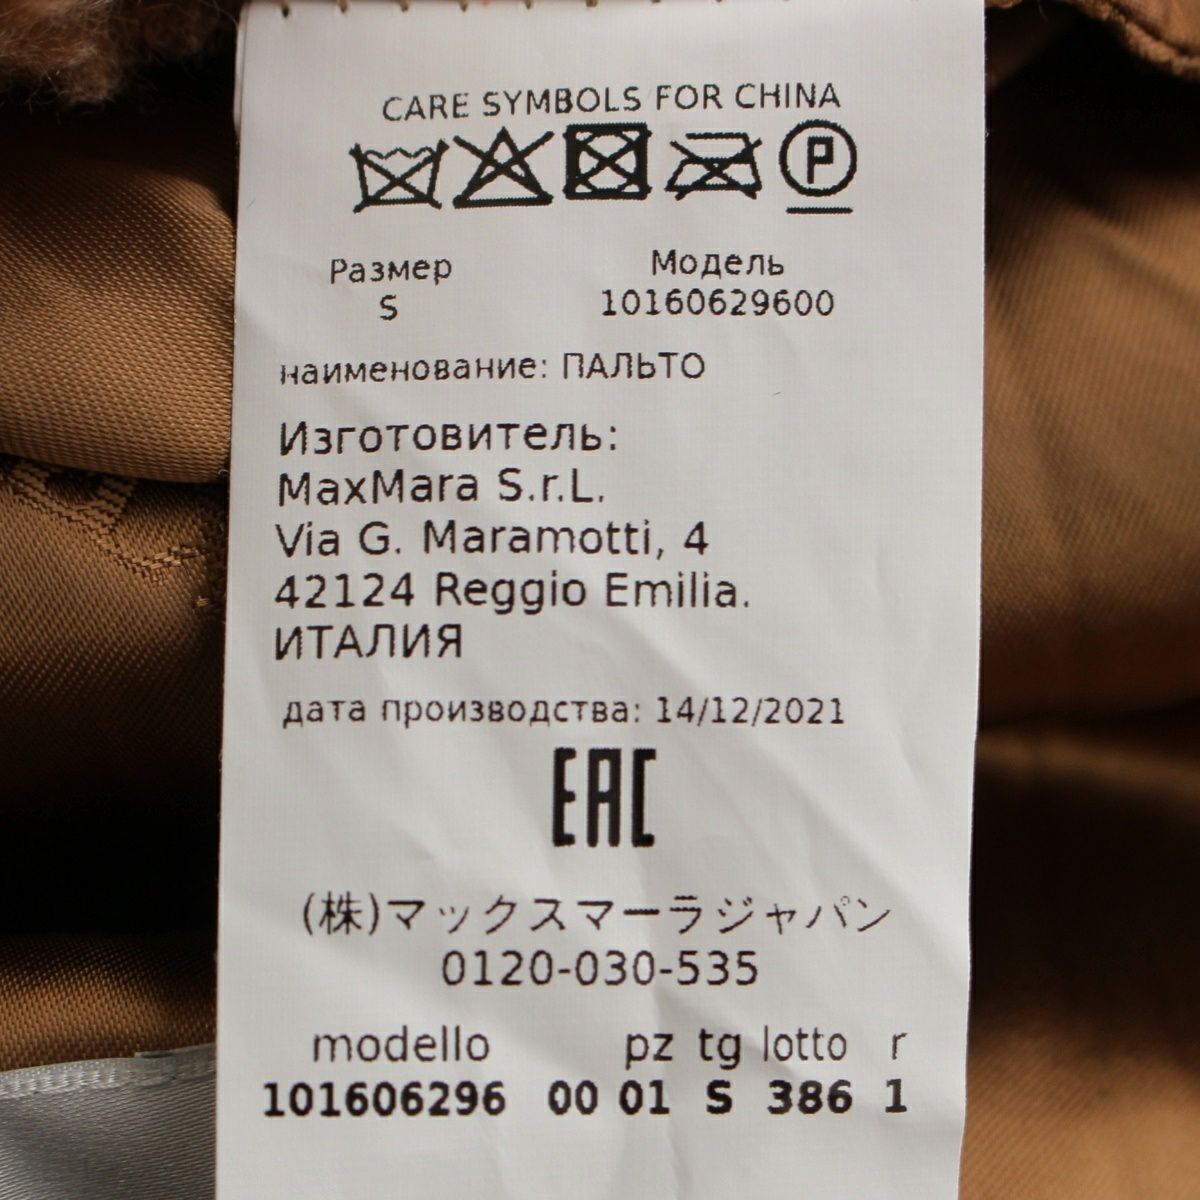 CARE SYMBOLS FOR CHINA
P
Размер Модель
S 10160629600
наименование: ПАЛЬТО
Изготовитель:
MaxMara S.r.L.
Via G. Maramotti, 4
42124 Reggio Emilia.
ИТАЛИЯ
дата производства: 14/12/2021
EAC
(株)マックスマーラジャパン
0120-030-535
modello pz tg lotto r
101606296 00 01 S 386 1